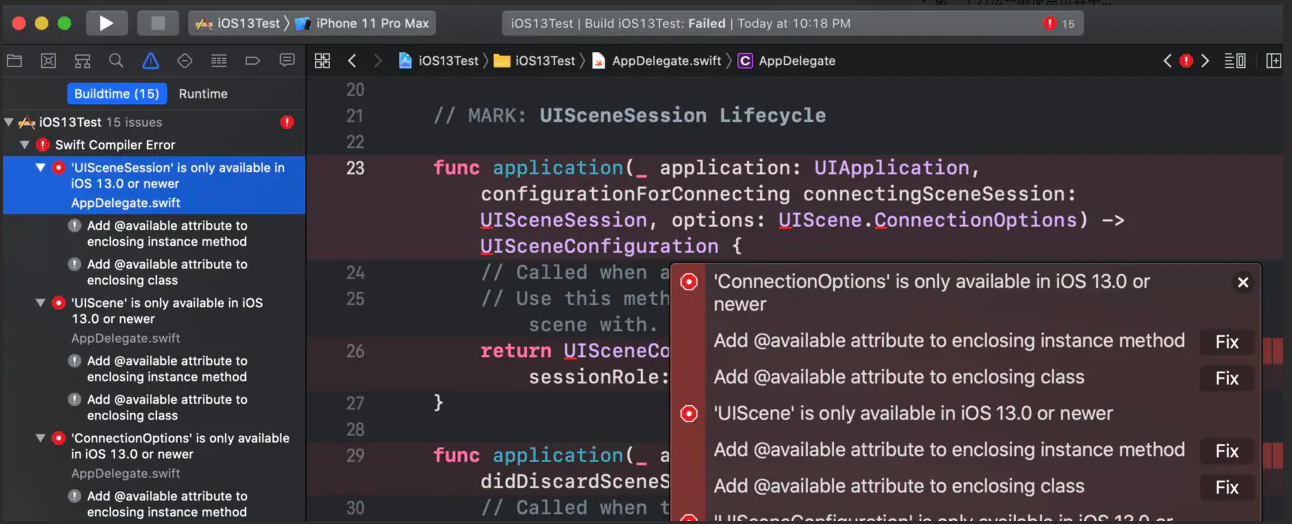 iOS13Test
iPhone 11 Pro Max
iOS13Test | Build iOS13Test: Failed | Today at 10:18 PM
15
iOS13Test
iOS13Test
AppDelegate.swift
C
AppDelegate
Buildtime (15)
Runtime
iOS13Test 15 issues
Swift Compiler Error
'UISceneSession' is only available in
iOS 13.0 or newer
AppDelegate.swift
Add @available attribute to
enclosing instance method
Add @available attribute to
enclosing class
'UIScene' is only available in iOS
13.0 or newer
AppDelegate.swift
Add @available attribute to
enclosing instance method
Add @available attribute to
enclosing class
'ConnectionOptions' is only available
in iOS 13.0 or newer
AppDelegate.swift
Add @available attribute to
enclosing instance method
20
21 // MARK: UISceneSession Lifecycle
22
23 func application(_ application: UIApplication,
configurationForConnecting connectingSceneSession:
UISceneSession, options: UIScene.ConnectionOptions) ->
UISceneConfiguration {
24 // Called when a
25 // Use this meth
scene with.
26 return UISceneCo
sessionRole:
27 }
28
29 func application(_ a
didDiscardSceneS
30 // Called when t
'ConnectionOptions' is only available in iOS 13.0 or
newer
Add @available attribute to enclosing instance method Fix
Add @available attribute to enclosing class Fix
'UIScene' is only available in iOS 13.0 or newer
Add @available attribute to enclosing instance method Fix
Add @available attribute to enclosing class Fix
'UISceneConfiguration' is only available in iOS 13.0 or